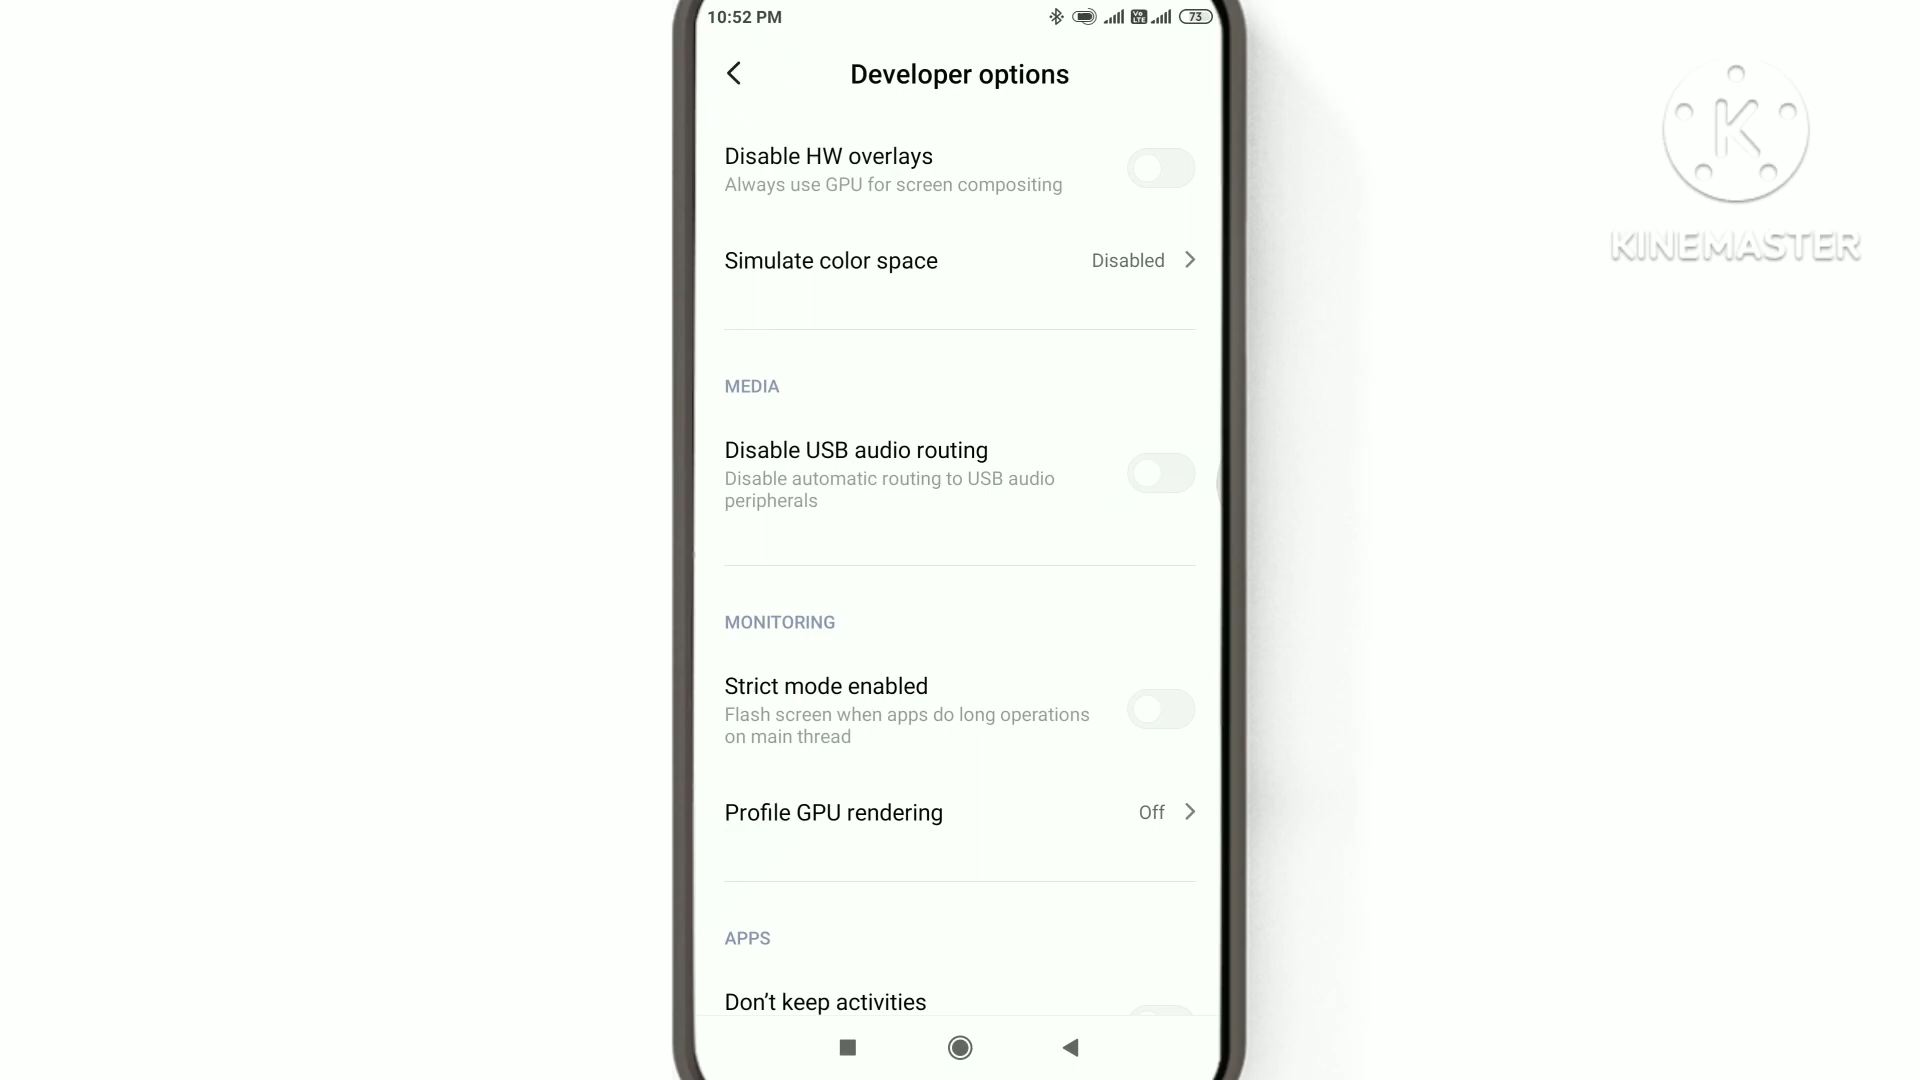 10:52 PM
Vo LTE
73
Developer options
K
KINEMASTER
Disable HW overlays
Always use GPU for screen compositing
Simulate color space
Disabled
MEDIA
Disable USB audio routing
Disable automatic routing to USB audio
peripherals
MONITORING
Strict mode enabled
Flash screen when apps do long operations
on main thread
Profile GPU rendering
Off
APPS
Don’t keep activities